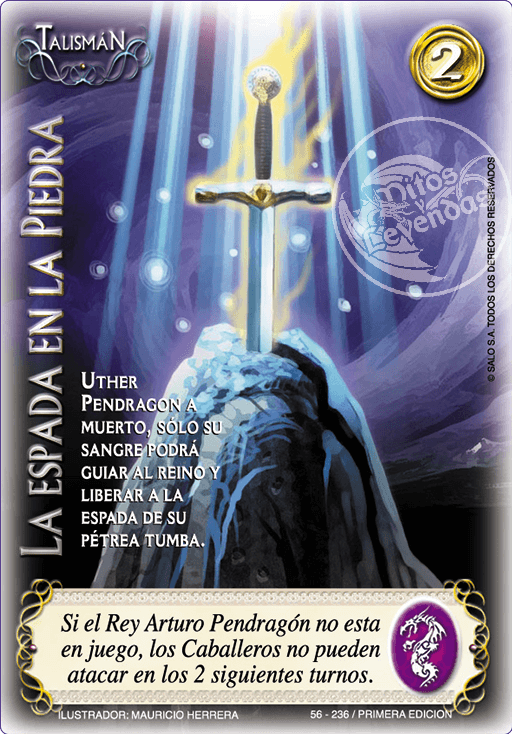 TALISMÁN
2
LA ESPADA EN LA PIEDRA
Mitos
Leyendas
© SALO S.A. TODOS LOS DERECHOS RESERVADOS
UTHER
PENDRAGON A
MUERTO, SÓLO SU
SANGRE PODRÁ
GUIAR AL REINO Y
LIBERAR A LA
ESPADA DE SU
PÉTREA TUMBA.
Si el Rey Arturo Pendragón no esta
en juego, los Caballeros no pueden
atacar en los 2 siguientes turnos.
ILUSTRADOR: MAURICIO HERRERA
56 - 236 / PRIMERA EDICION